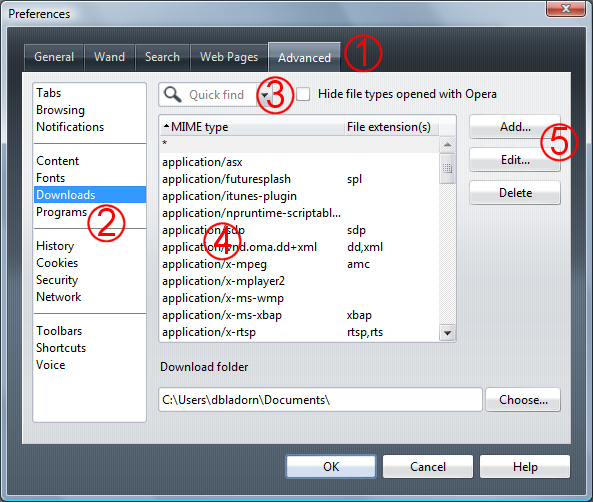 Preferences
General Wand Search Web Pages Advanced 1
Tabs
Browsing
Notifications
Content
Fonts
Downloads
Programs
2
History
Cookies
Security
Network
Toolbars
Shortcuts
Voice
Quick find 3 Hide file types opened with Opera
MIME type File extension(s)
*
application/asx
application/futuresplash spl
application/itunes-plugin
application/npruntime-scriptabl...
application/sdp sdp
application/vnd.oma.dd+xml dd,xml
4
application/x-mpeg amc
application/x-mplayer2
application/x-ms-wmp
application/x-ms-xbap xbap
application/x-rtsp rtsp,rts
Add...
5
Edit...
Delete
Download folder
C:\Users\dbladorn\Documents\ Choose...
OK Cancel Help